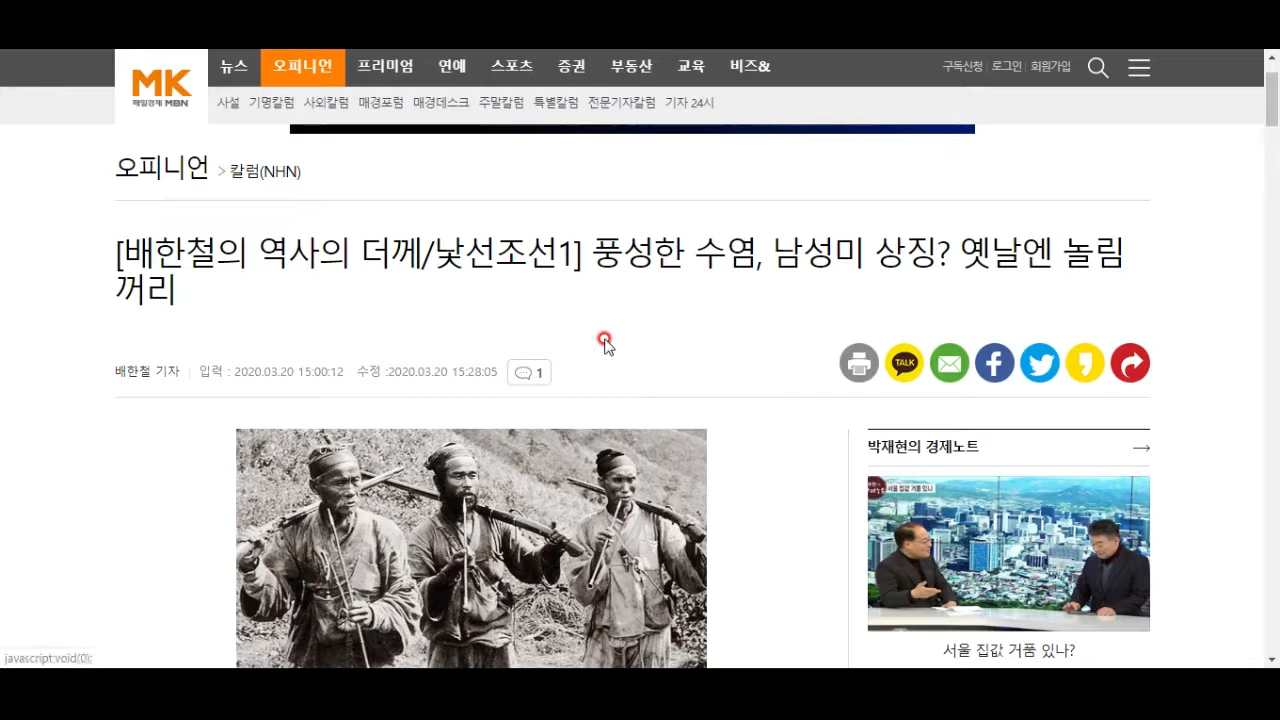 MK
매일경제 MBN
뉴스 오피니언 프리미엄 연예 스포츠 증권 부동산 교육 비즈&
구독신청 로그인 회원가입
사설 기명칼럼 사외칼럼 매경포럼 매경데스크 주말칼럼 특별칼럼 전문기자칼럼 기자 24시
오피니언 > 칼럼(NHN)
[배한철의 역사의 더께/낯선조선1] 풍성한 수염, 남성미 상징? 옛날엔 놀림
꺼리
배한철 기자 입력 : 2020.03.20 15:00:12 수정 :2020.03.20 15:28:05 1
TALK
박재현의 경제노트
서울 집값 거품 있나
서울 집값 거품 있나?
javascript:void(0);